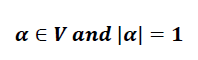 α ∈ V and |α| = 1